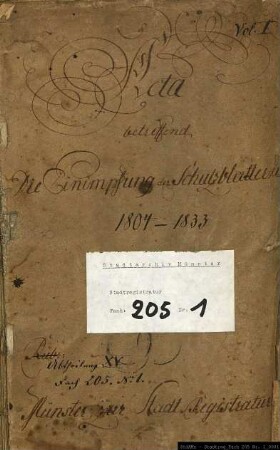 Vol. I
Acta
betreffend
Die Einimpfung der Schutzblattern
1807 – 1833
Stadtarchiv Münster
Stadtregistratur
Fach: 205 Nr. 1
Abtheilung XV
Fach 205. No 1.
Münster zur Stadt Registratur